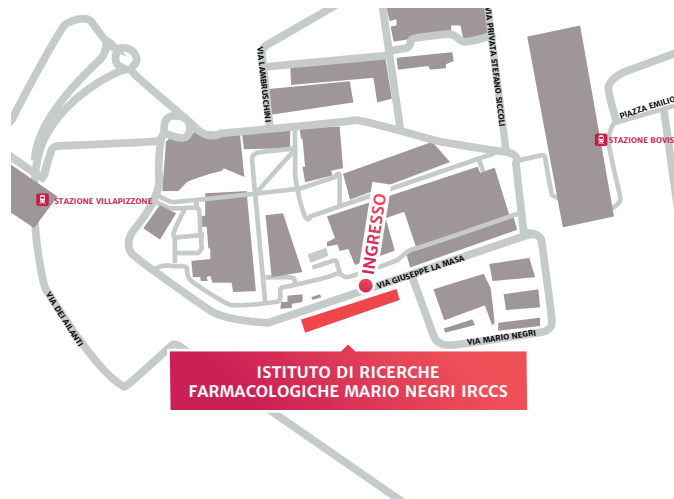 VIA LAMBRUSCHINI
VIA PRIVATA STEFANO SICCOLI
PIAZZA EMILIO
STAZIONE BOVIS
STAZIONE VILLAPIZZONE
INGRESSO
VIA GIUSEPPE LA MASA
VIA DEI AILANTI
VIA MARIO NEGRI
ISTITUTO DI RICERCHE
FARMACOLOGICHE MARIO NEGRI IRCCS